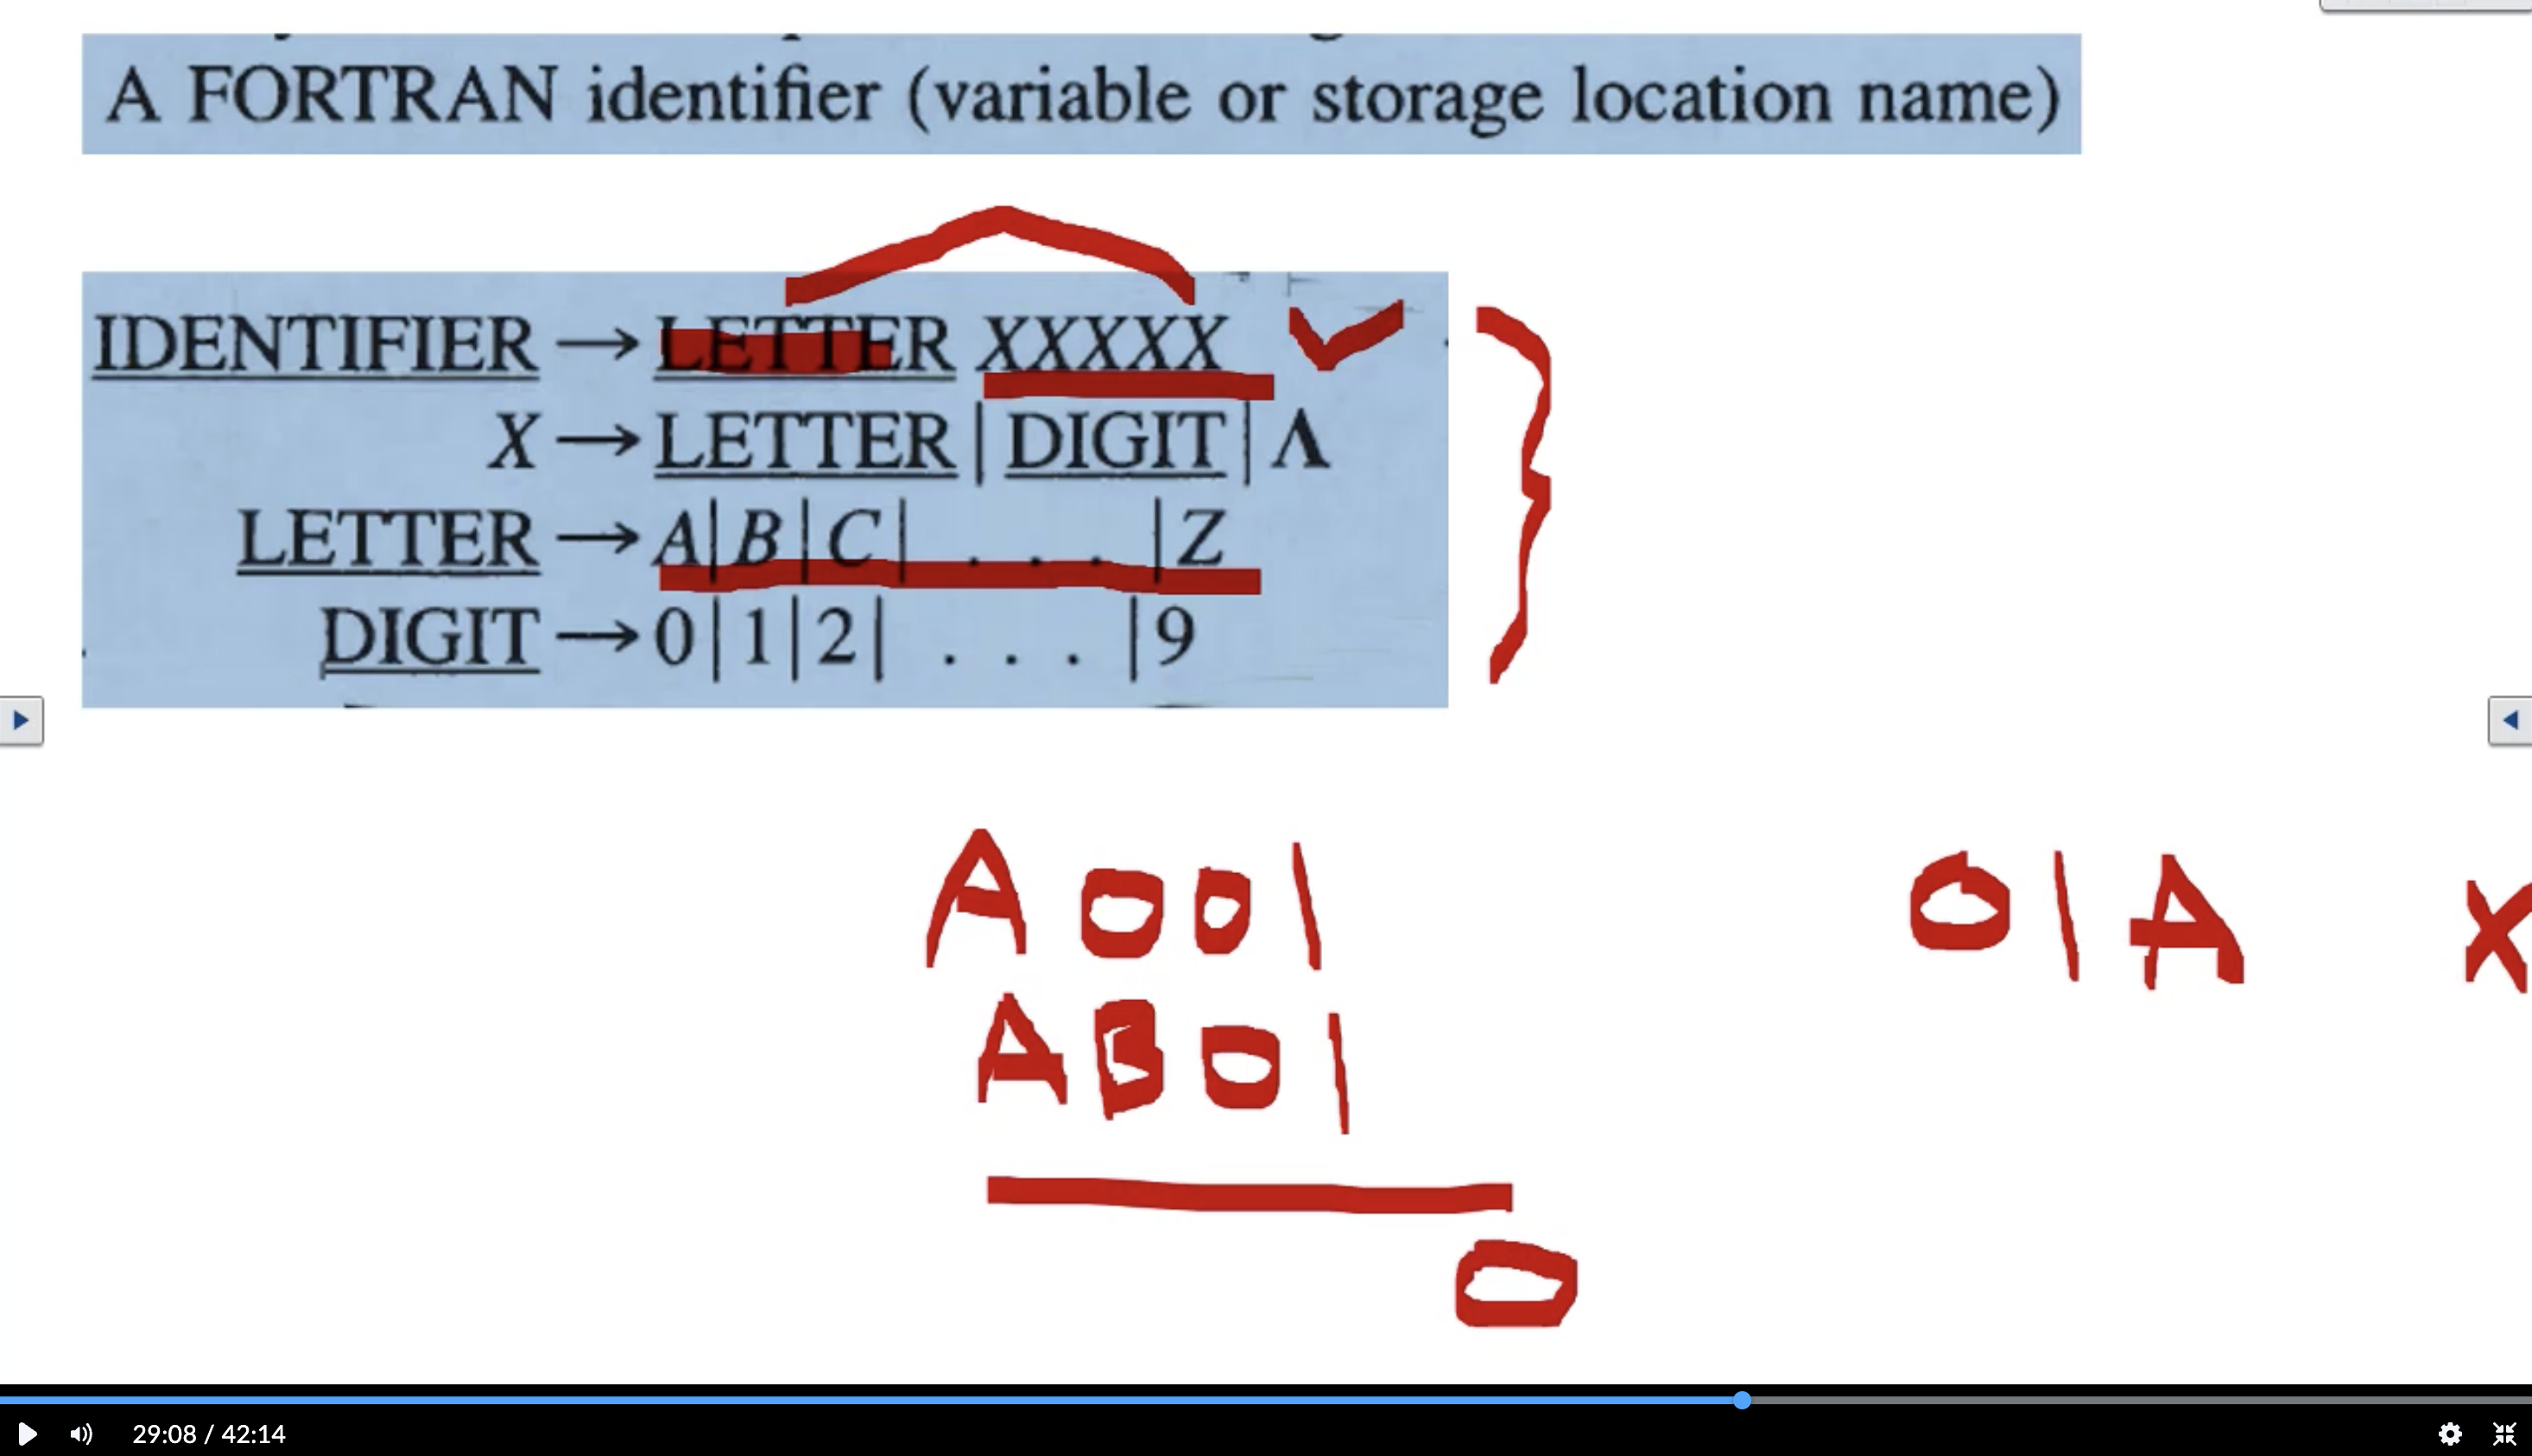 A FORTRAN identifier (variable or storage location name)
IDENTIFIER → LETTER XXXXX
X → LETTER | DIGIT | Λ
LETTER → A | B | C | . . . | Z
DIGIT → 0 | 1 | 2 | . . . | 9
A001 01A X
AB01
0
29:08 / 42:14